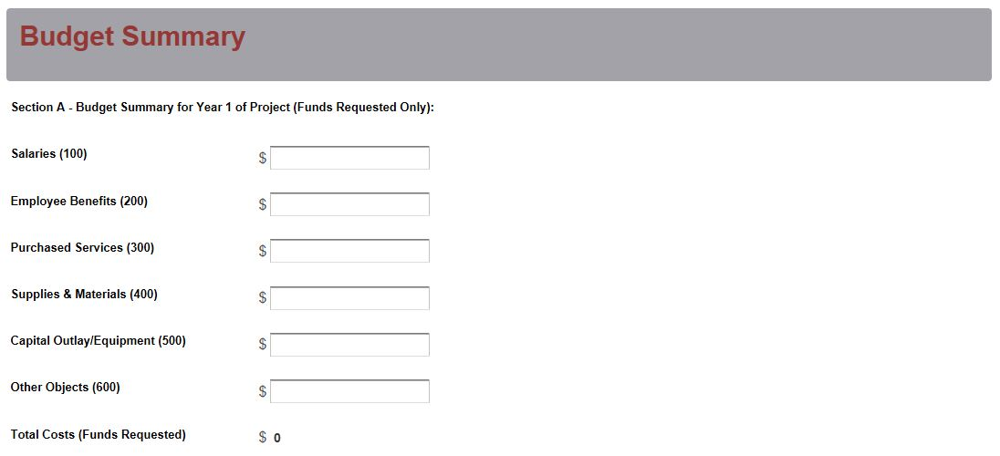 Budget Summary
Section A - Budget Summary for Year 1 of Project (Funds Requested Only):
Salaries (100) $
Employee Benefits (200) $
Purchased Services (300) $
Supplies & Materials (400) $
Capital Outlay/Equipment (500) $
Other Objects (600) $
Total Costs (Funds Requested) $ 0